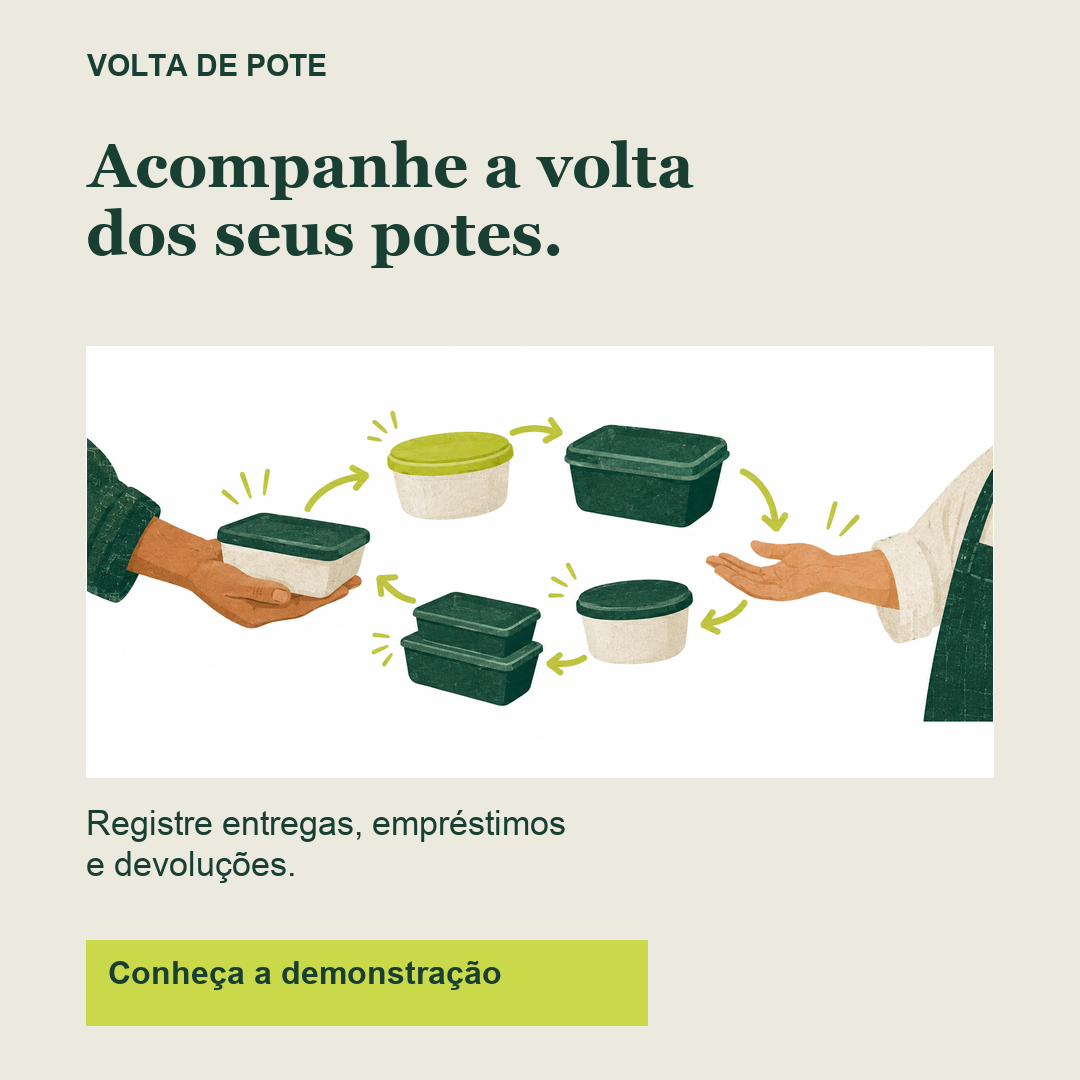 VOLTA DE POTE
Acompanhe a volta
dos seus potes.
Registre entregas, empréstimos
e devoluções.
Conheça a demonstração